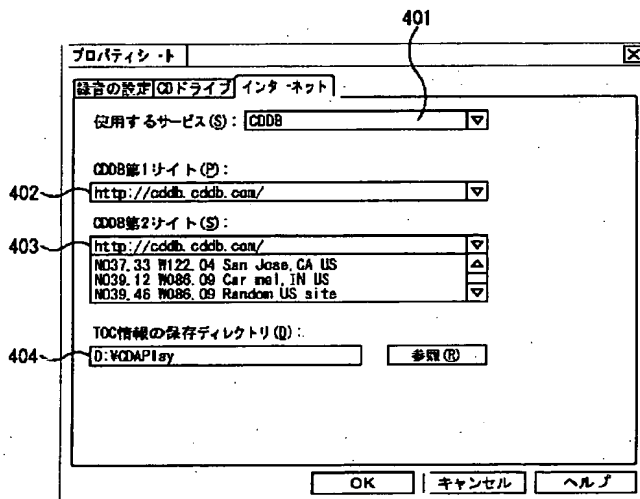 401
プロパティシート
録音の設定 CDドライブ インターネット
使用するサービス(S): CDDB
CDDB第1サイト(P):
402 http://cddb.cddb.com/
CDDB第2サイト(S):
403 http://cddb.cddb.com/
N037.33 W122.04 San Jose,CA US
N039.12 W086.09 Car mel,IN US
N039.46 W086.09 Random US site
TOC情報の保存ディレクトリ(D):
404 D:¥CDAPlay 参照(R)
OK キャンセル ヘルプ